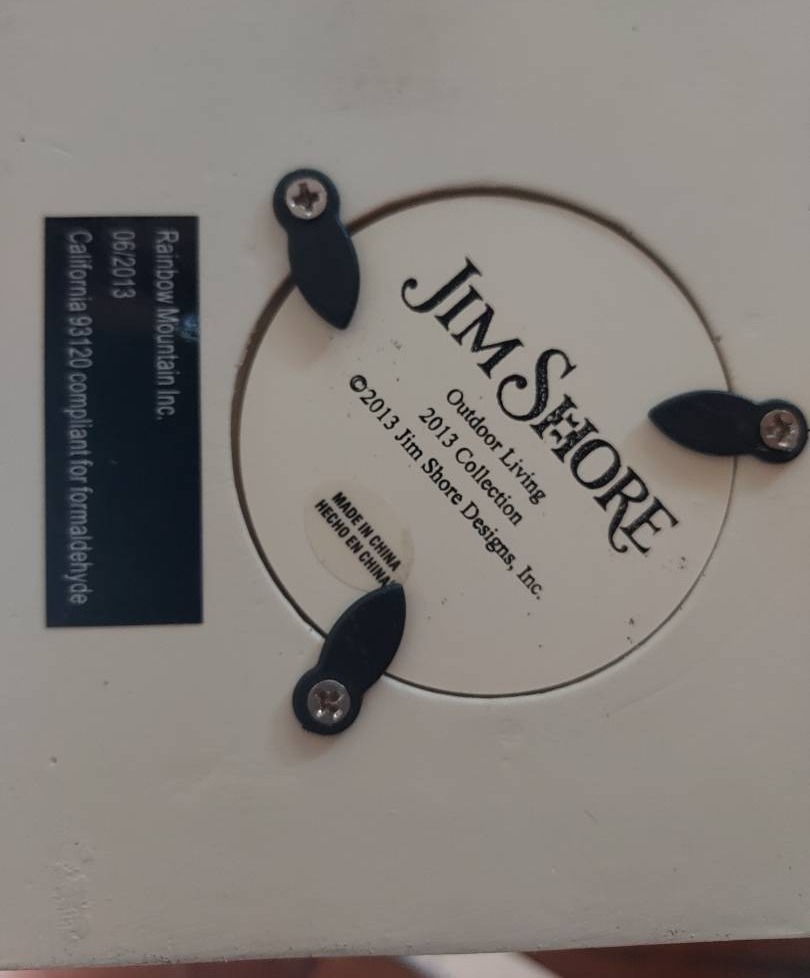 JIM SHORE
Outdoor Living
2013 Collection
©2013 Jim Shore Designs, Inc.
MADE IN CHINA
HECHO EN CHINA
Rainbow Mountain Inc.
06/2013
California 93120 compliant for formaldehyde